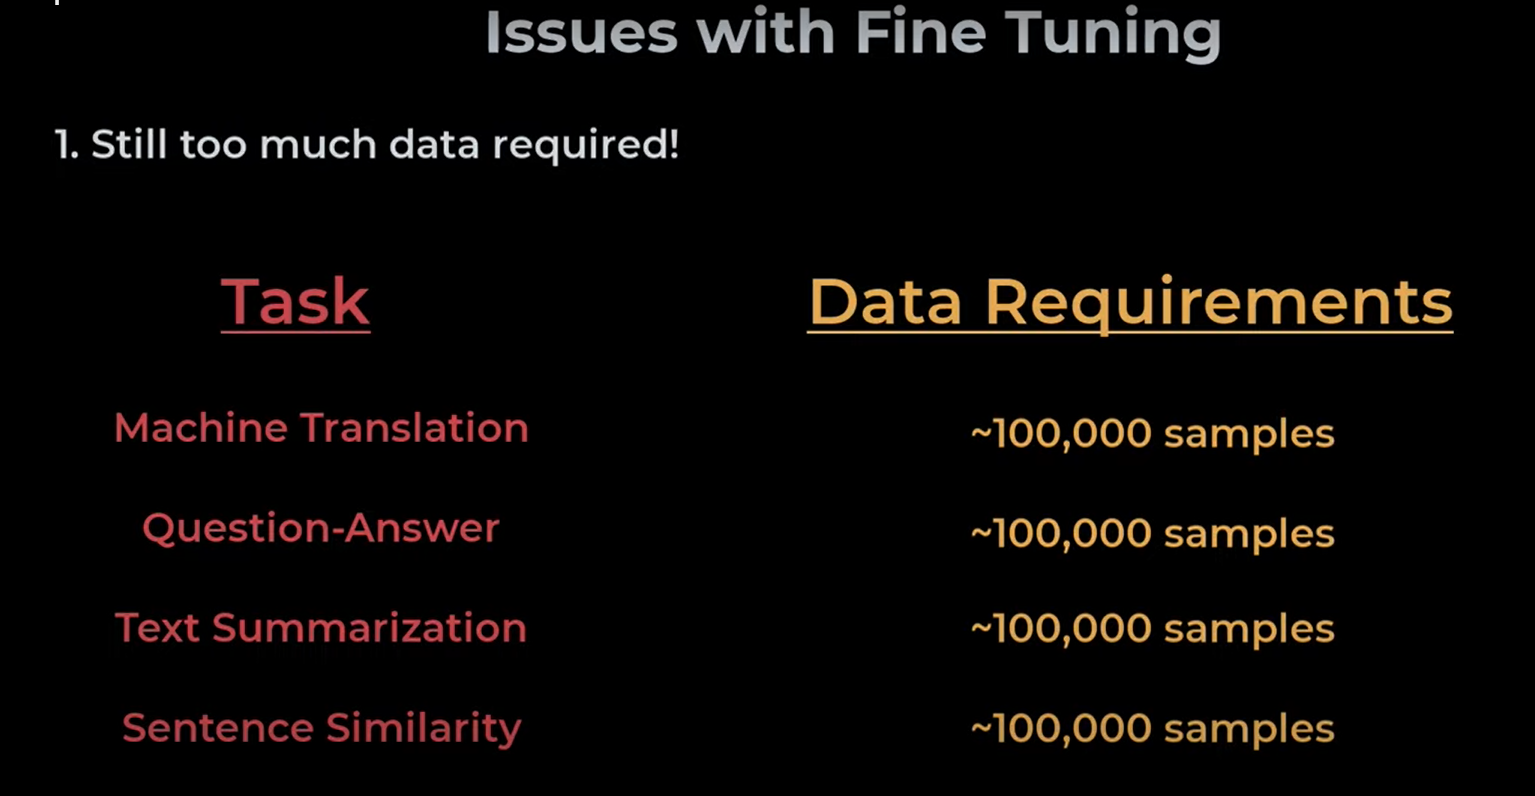 Issues with Fine Tuning
1. Still too much data required!
Task Data Requirements
Machine Translation ~100,000 samples
Question-Answer ~100,000 samples
Text Summarization ~100,000 samples
Sentence Similarity ~100,000 samples